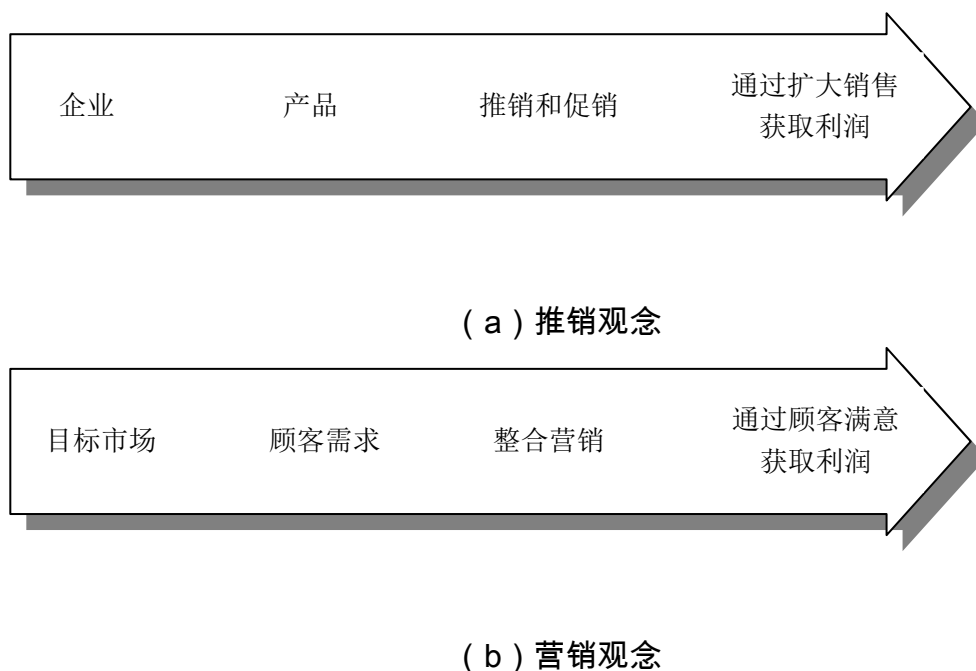 企业 产品 推销和促销 通过扩大销售
获取利润
（a）推销观念
目标市场 顾客需求 整合营销 通过顾客满意
获取利润
（b）营销观念